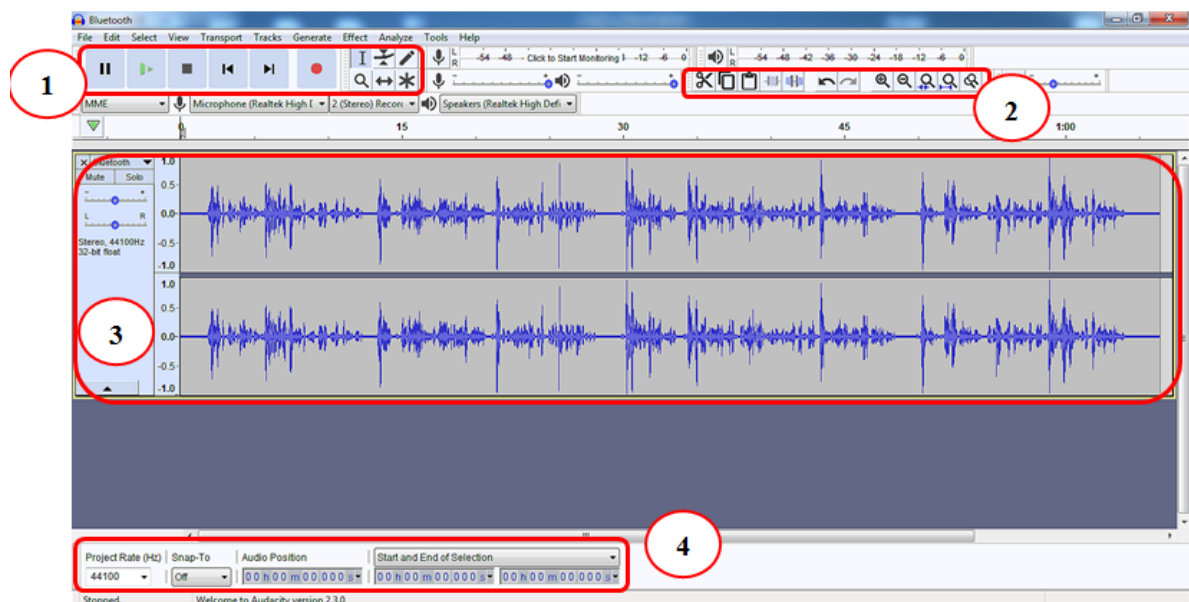 Bluetooth
File Edit Select View Transport Tracks Generate Effect Analyze Tools Help
1
L
R
-54 -48 - Click to Start Monitoring -12 -6 0
L
R
-54 -48 -42 -36 -30 -24 -18 -12 -6 0
2
MME
Microphone (Realtek High 2 (Stereo) Recor Speakers (Realtek High Defi
0 15 30 45 1:00
Bluetooth
Mute Solo
- +
L R
Stereo, 44100Hz
32-bit float
1.0
0.5
0.0
-0.5
-1.0
3
1.0
0.5
0.0
-0.5
-1.0
4
Project Rate (Hz) Snap-To Audio Position Start and End of Selection
44100 Off 00 h 00 m 00.000 s 00 h 00 m 00.000 s 00 h 00 m 00.000 s
Stopped. Welcome to Audacity version 2.3.0